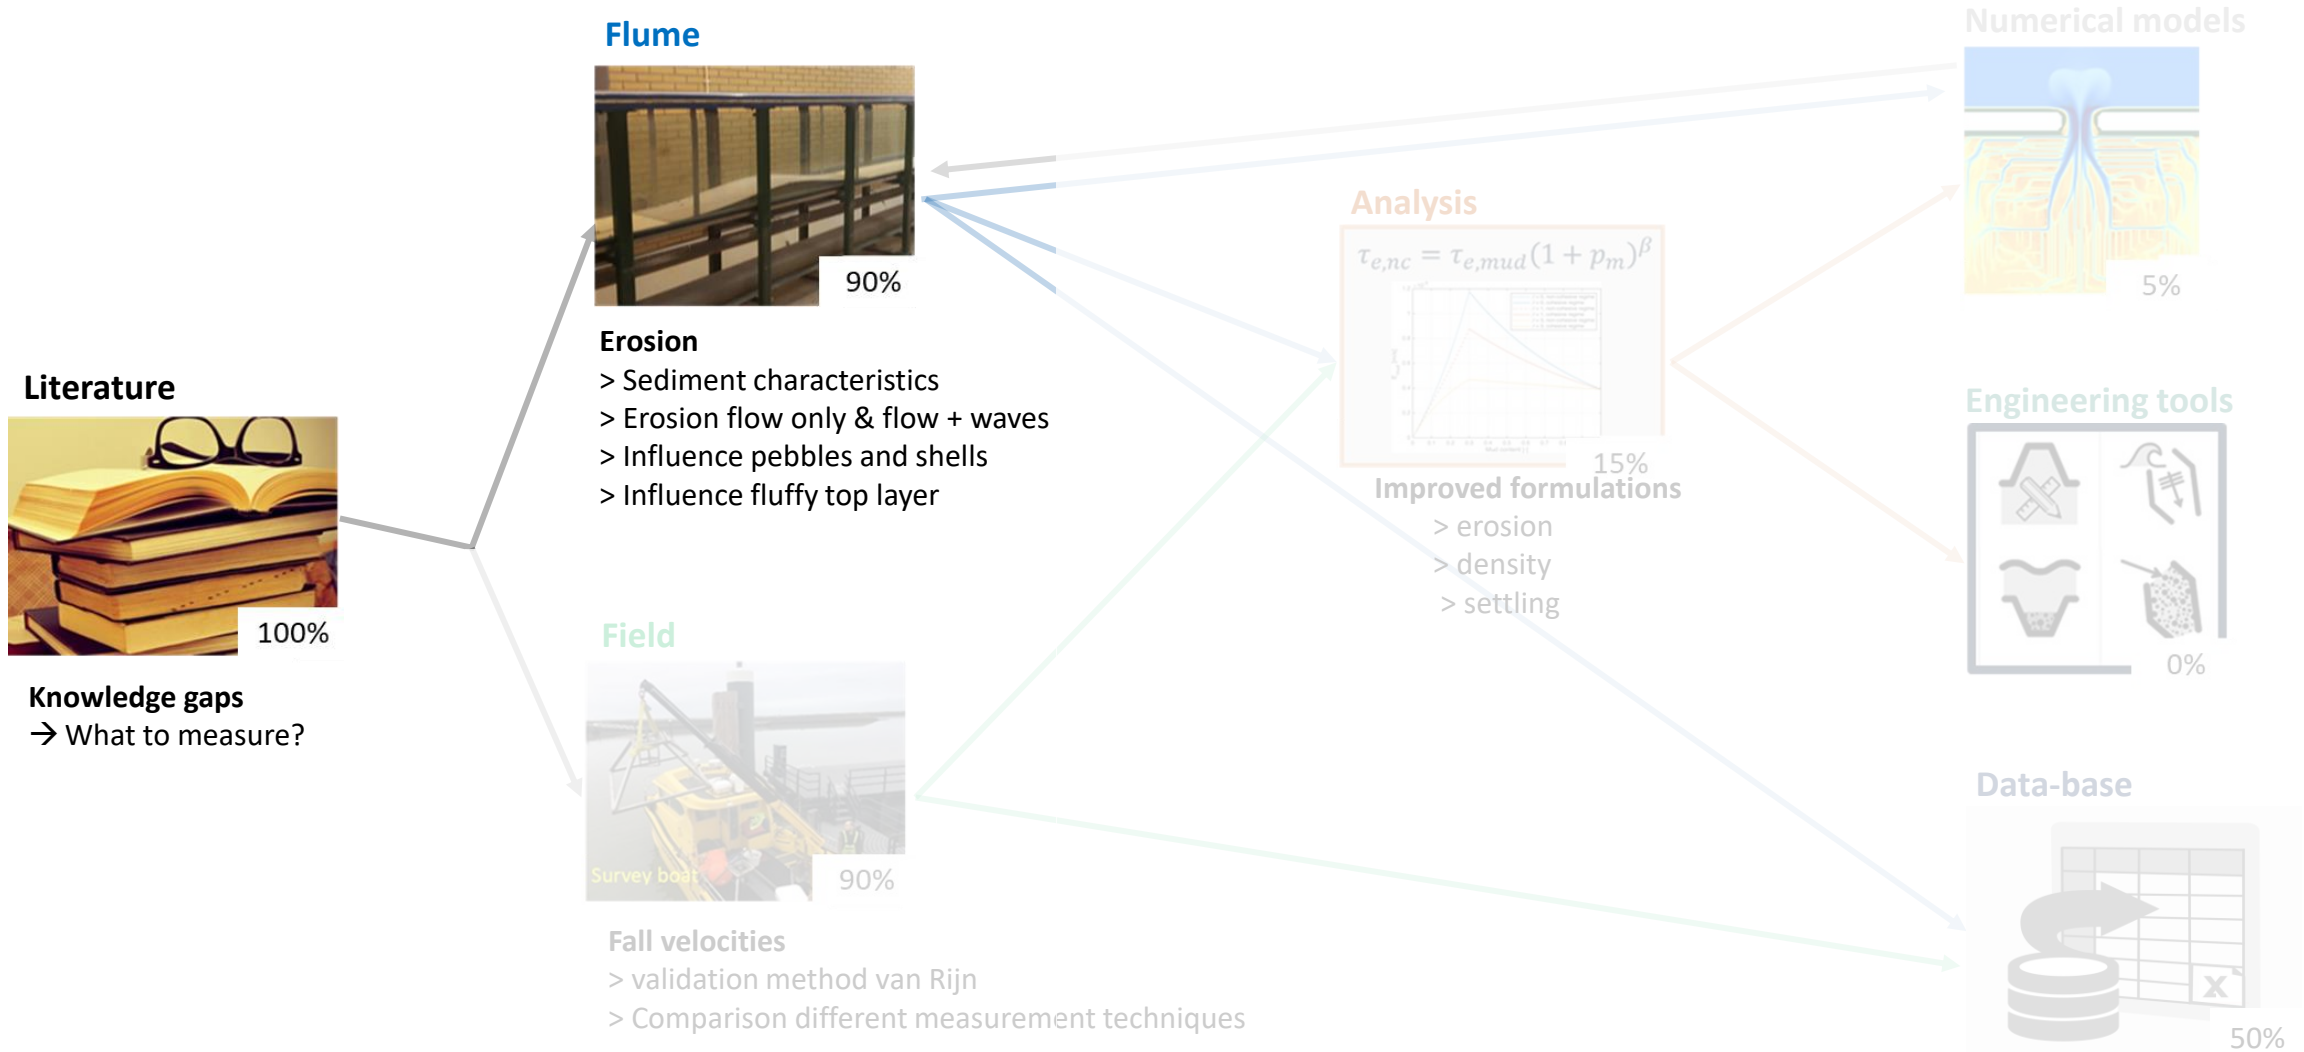 Flume
90%
Erosion
> Sediment characteristics
> Erosion flow only & flow + waves
> Influence pebbles and shells
> Influence fluffy top layer
Literature
100%
Knowledge gaps
→ What to measure?
Field
Survey boat
90%
Fall velocities
> validation method van Rijn
> Comparison different measurement techniques
Analysis
τe,nc = τe,mud(1 + pm)^β
15%
Improved formulations
> erosion
> density
> settling
Numerical models
5%
Engineering tools
0%
Data-base
X
50%